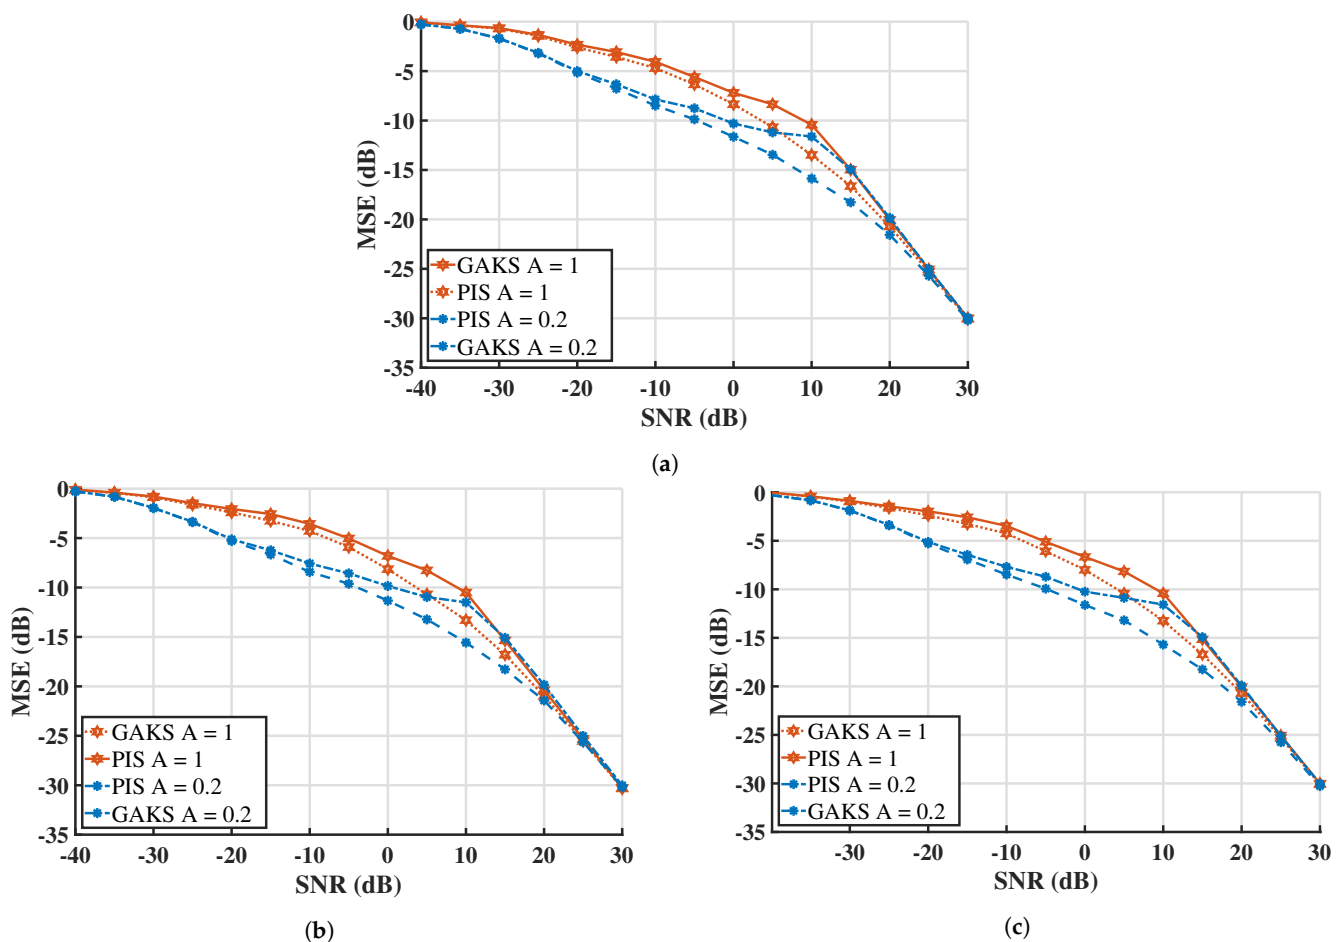 0
-5
-10
-15
-20
-25
-30
-35
MSE (dB)
GAKS A = 1
PIS A = 1
PIS A = 0.2
GAKS A = 0.2
-40 -30 -20 -10 0 10 20 30
SNR (dB)
(a)
0
-5
-10
-15
-20
-25
-30
-35
MSE (dB)
GAKS A = 1
PIS A = 1
PIS A = 0.2
GAKS A = 0.2
-40 -30 -20 -10 0 10 20 30
SNR (dB)
(b)
0
-5
-10
-15
-20
-25
-30
-35
MSE (dB)
GAKS A = 1
PIS A = 1
PIS A = 0.2
GAKS A = 0.2
-30 -20 -10 0 10 20 30
SNR (dB)
(c)